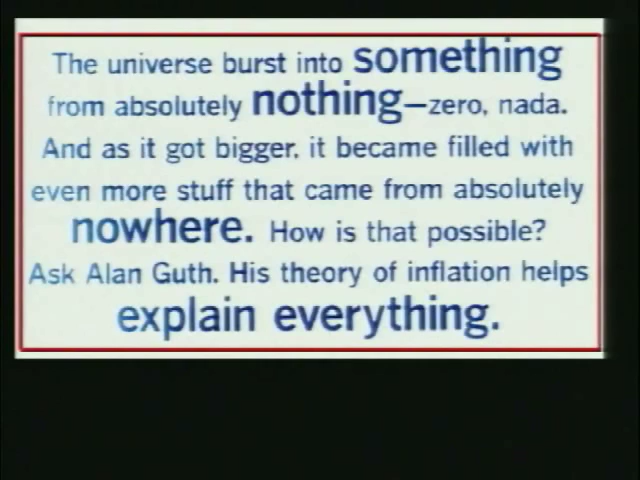 The universe burst into something
from absolutely nothing—zero, nada.
And as it got bigger, it became filled with
even more stuff that came from absolutely
nowhere. How is that possible?
Ask Alan Guth. His theory of inflation helps
explain everything.